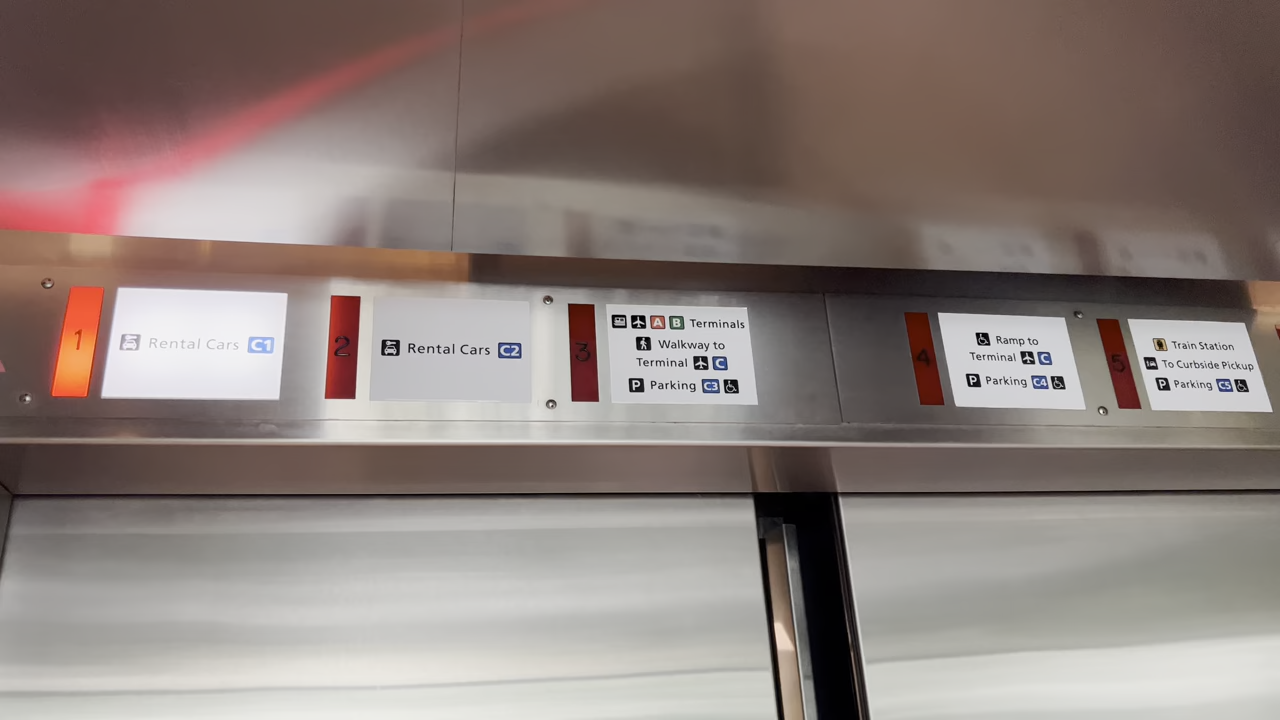 1
Rental Cars C1
2
Rental Cars C2
3
A B Terminals
Walkway to
Terminal C
P Parking C3
4
Ramp to
Terminal C
P Parking C4
5
Train Station
To Curbside Pickup
P Parking C5